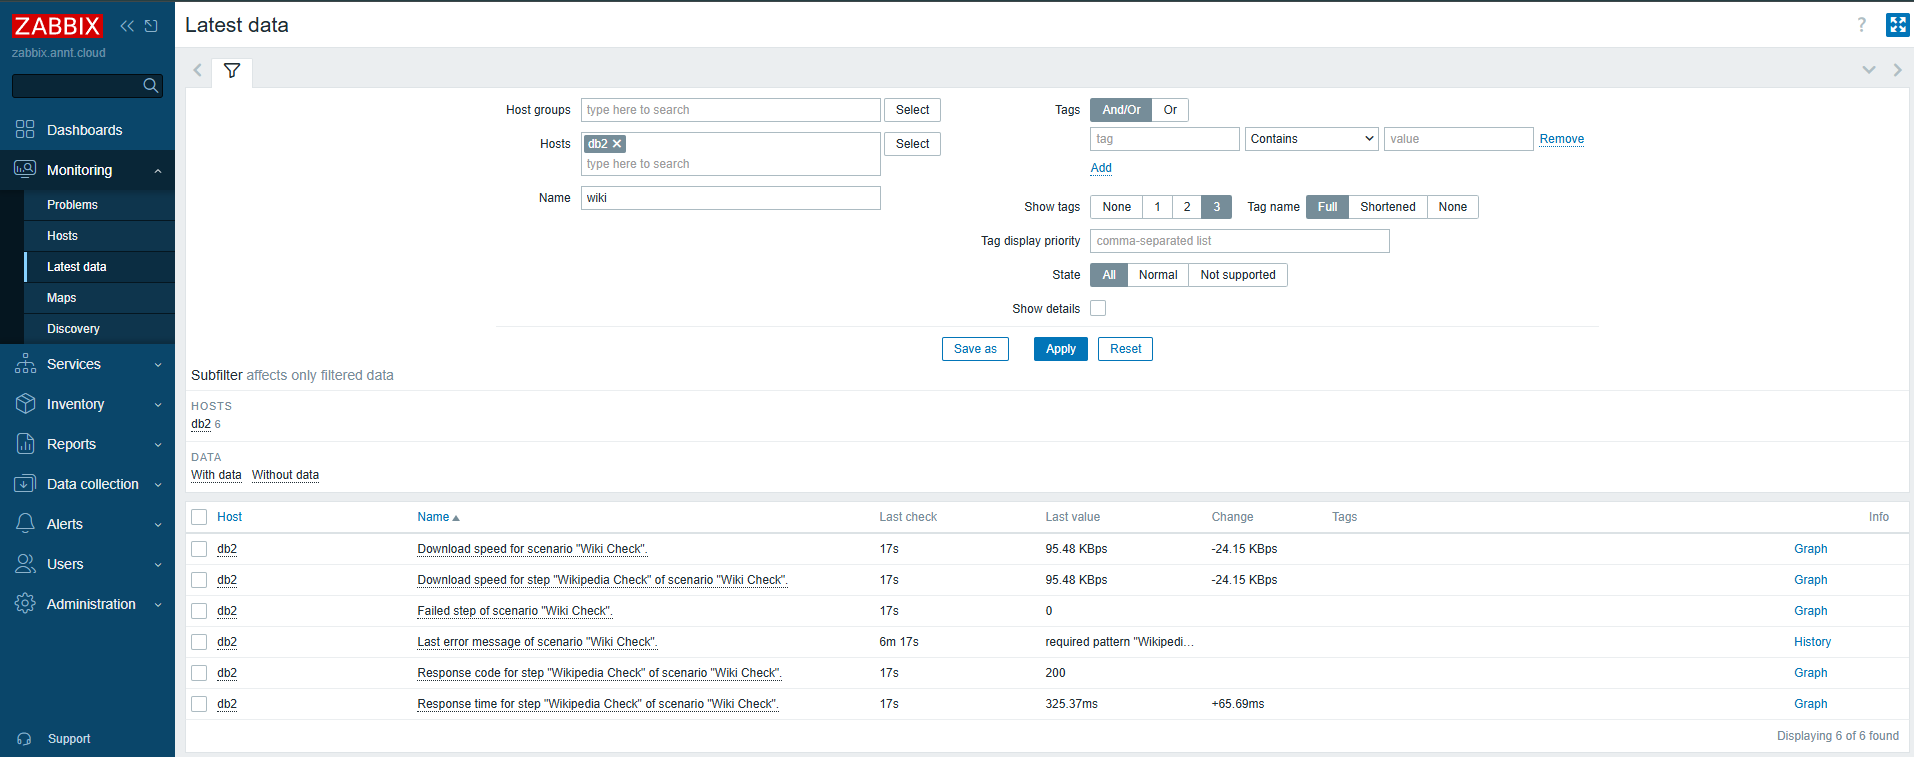 ZABBIX
zabbix.annt.cloud
Dashboards
Monitoring
Problems
Hosts
Latest data
Maps
Discovery
Services
Inventory
Reports
Data collection
Alerts
Users
Administration
Support
Latest data
?
Host groups type here to search Select
Hosts db2 Select
type here to search
Name wiki
Tags And/Or Or
tag Contains value Remove
Add
Show tags None 1 2 3 Tag name Full Shortened None
Tag display priority comma-separated list
State All Normal Not supported
Show details
Save as Apply Reset
Subfilter affects only filtered data
HOSTS
db2 6
DATA
With data Without data
Host Name Last check Last value Change Tags Info
db2 Download speed for scenario "Wiki Check". 17s 95.48 KBps -24.15 KBps Graph
db2 Download speed for step "Wikipedia Check" of scenario "Wiki Check". 17s 95.48 KBps -24.15 KBps Graph
db2 Failed step of scenario "Wiki Check". 17s 0 Graph
db2 Last error message of scenario "Wiki Check". 6m 17s required pattern "Wikipedi... History
db2 Response code for step "Wikipedia Check" of scenario "Wiki Check". 17s 200 Graph
db2 Response time for step "Wikipedia Check" of scenario "Wiki Check". 17s 325.37ms +65.69ms Graph
Displaying 6 of 6 found